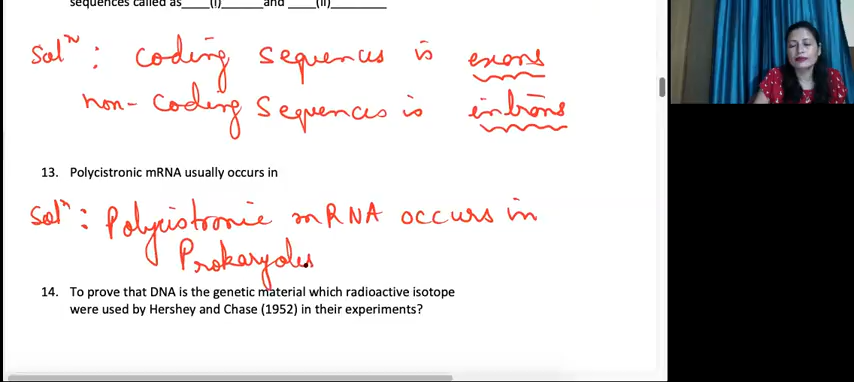 sequences called as____(i)______and ____(ii)________
Solⁿ : Coding sequences is exons
non-Coding Sequences is introns
13. Polycistronic mRNA usually occurs in
Solⁿ : Polycistronic mRNA occurs in
Prokaryotes
14. To prove that DNA is the genetic material which radioactive isotope
were used by Hershey and Chase (1952) in their experiments?